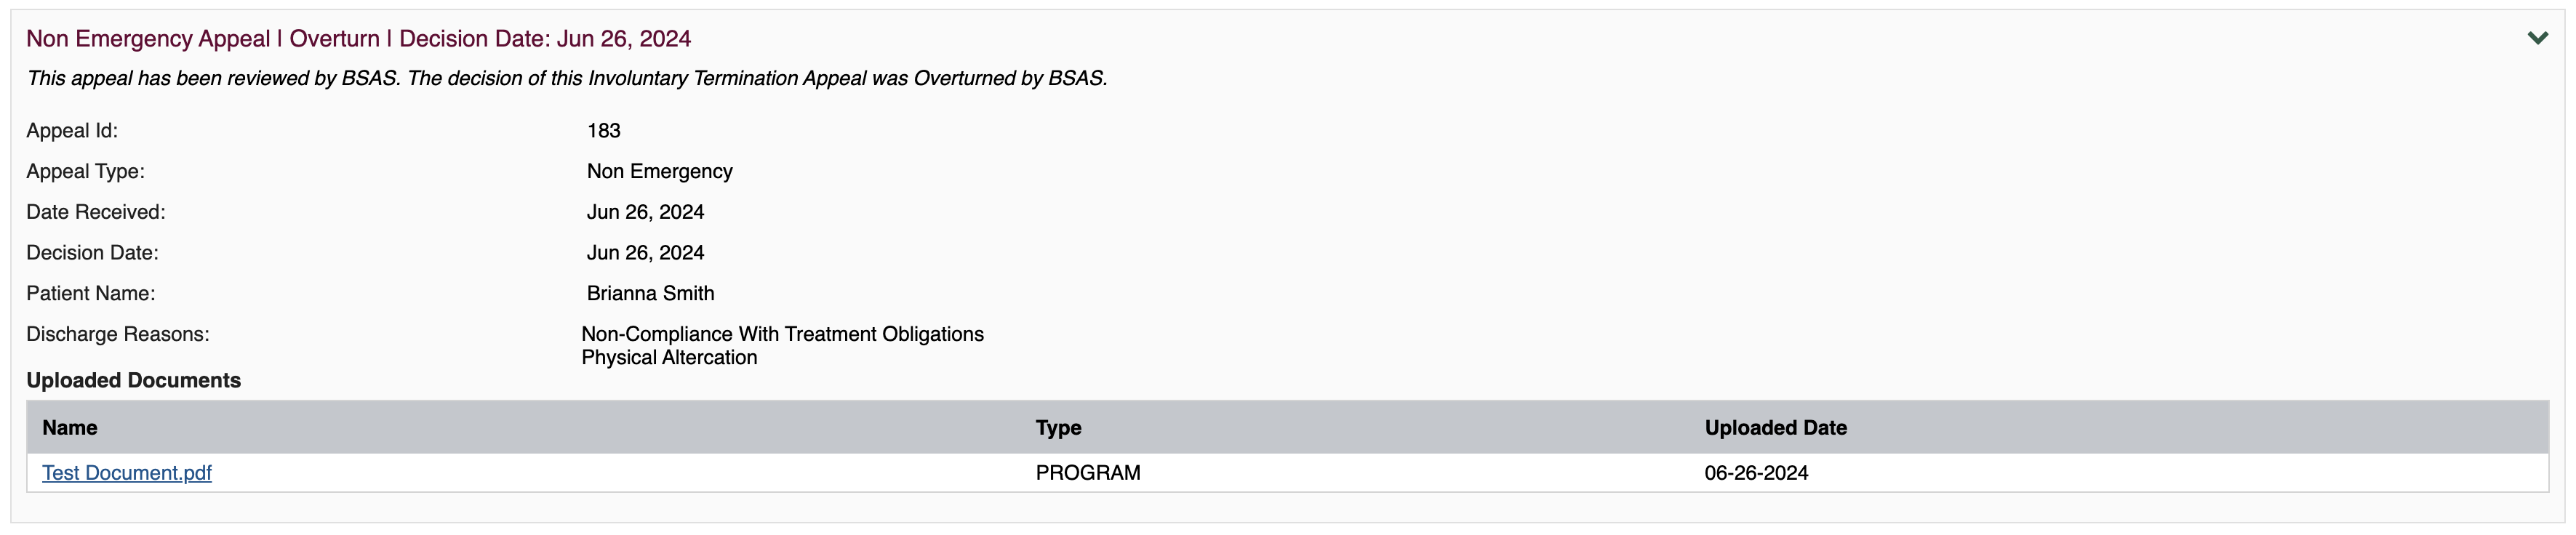 Non Emergency Appeal | Overturn | Decision Date: Jun 26, 2024
This appeal has been reviewed by BSAS. The decision of this Involuntary Termination Appeal was Overturned by BSAS.
Appeal Id: 183
Appeal Type: Non Emergency
Date Received: Jun 26, 2024
Decision Date: Jun 26, 2024
Patient Name: Brianna Smith
Discharge Reasons: Non-Compliance With Treatment Obligations
Physical Altercation
Uploaded Documents
Name Type Uploaded Date
Test Document.pdf PROGRAM 06-26-2024